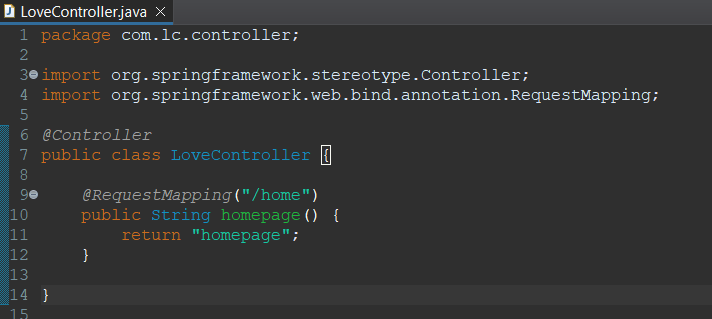 LoveController.java
1 package com.lc.controller;
2
3 import org.springframework.stereotype.Controller;
4 import org.springframework.web.bind.annotation.RequestMapping;
5
6 @Controller
7 public class LoveController {
8
9     @RequestMapping("/home")
10     public String homepage() {
11         return "homepage";
12     }
13
14 }
15